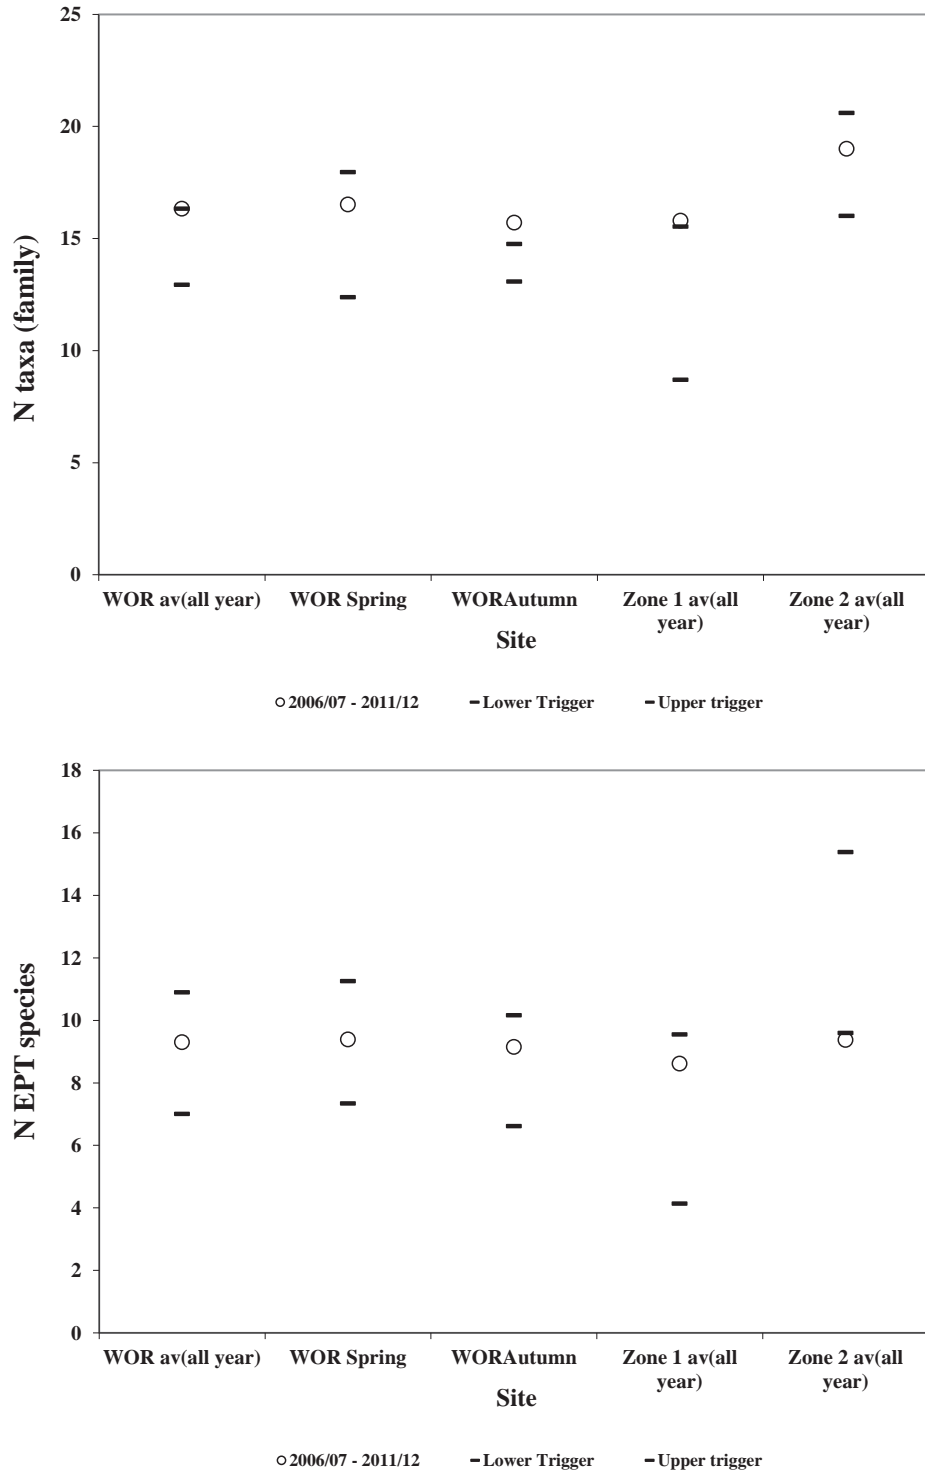 25
20
15
10
5
0
N taxa (family)
WOR av(all year) WOR Spring WORAutumn Zone 1 av(all year) Zone 2 av(all year)
Site
2006/07 - 2011/12 Lower Trigger Upper trigger
18
16
14
12
10
8
6
4
2
0
N EPT species
WOR av(all year) WOR Spring WORAutumn Zone 1 av(all year) Zone 2 av(all year)
Site
2006/07 - 2011/12 Lower Trigger Upper trigger